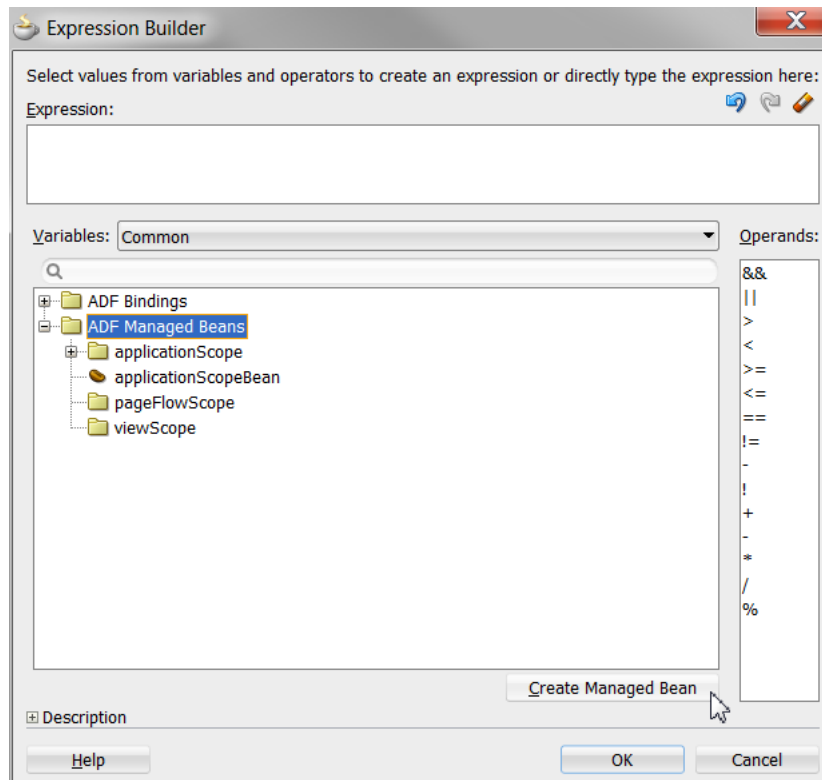 Expression Builder
Select values from variables and operators to create an expression or directly type the expression here:
Expression:
Variables: Common
Operands:
ADF Bindings
ADF Managed Beans
applicationScope
applicationScopeBean
pageFlowScope
viewScope
&&
||
>
<
>=
<=
==
!=
-
!
+
-
*
/
%
Create Managed Bean
Description
Help
OK
Cancel